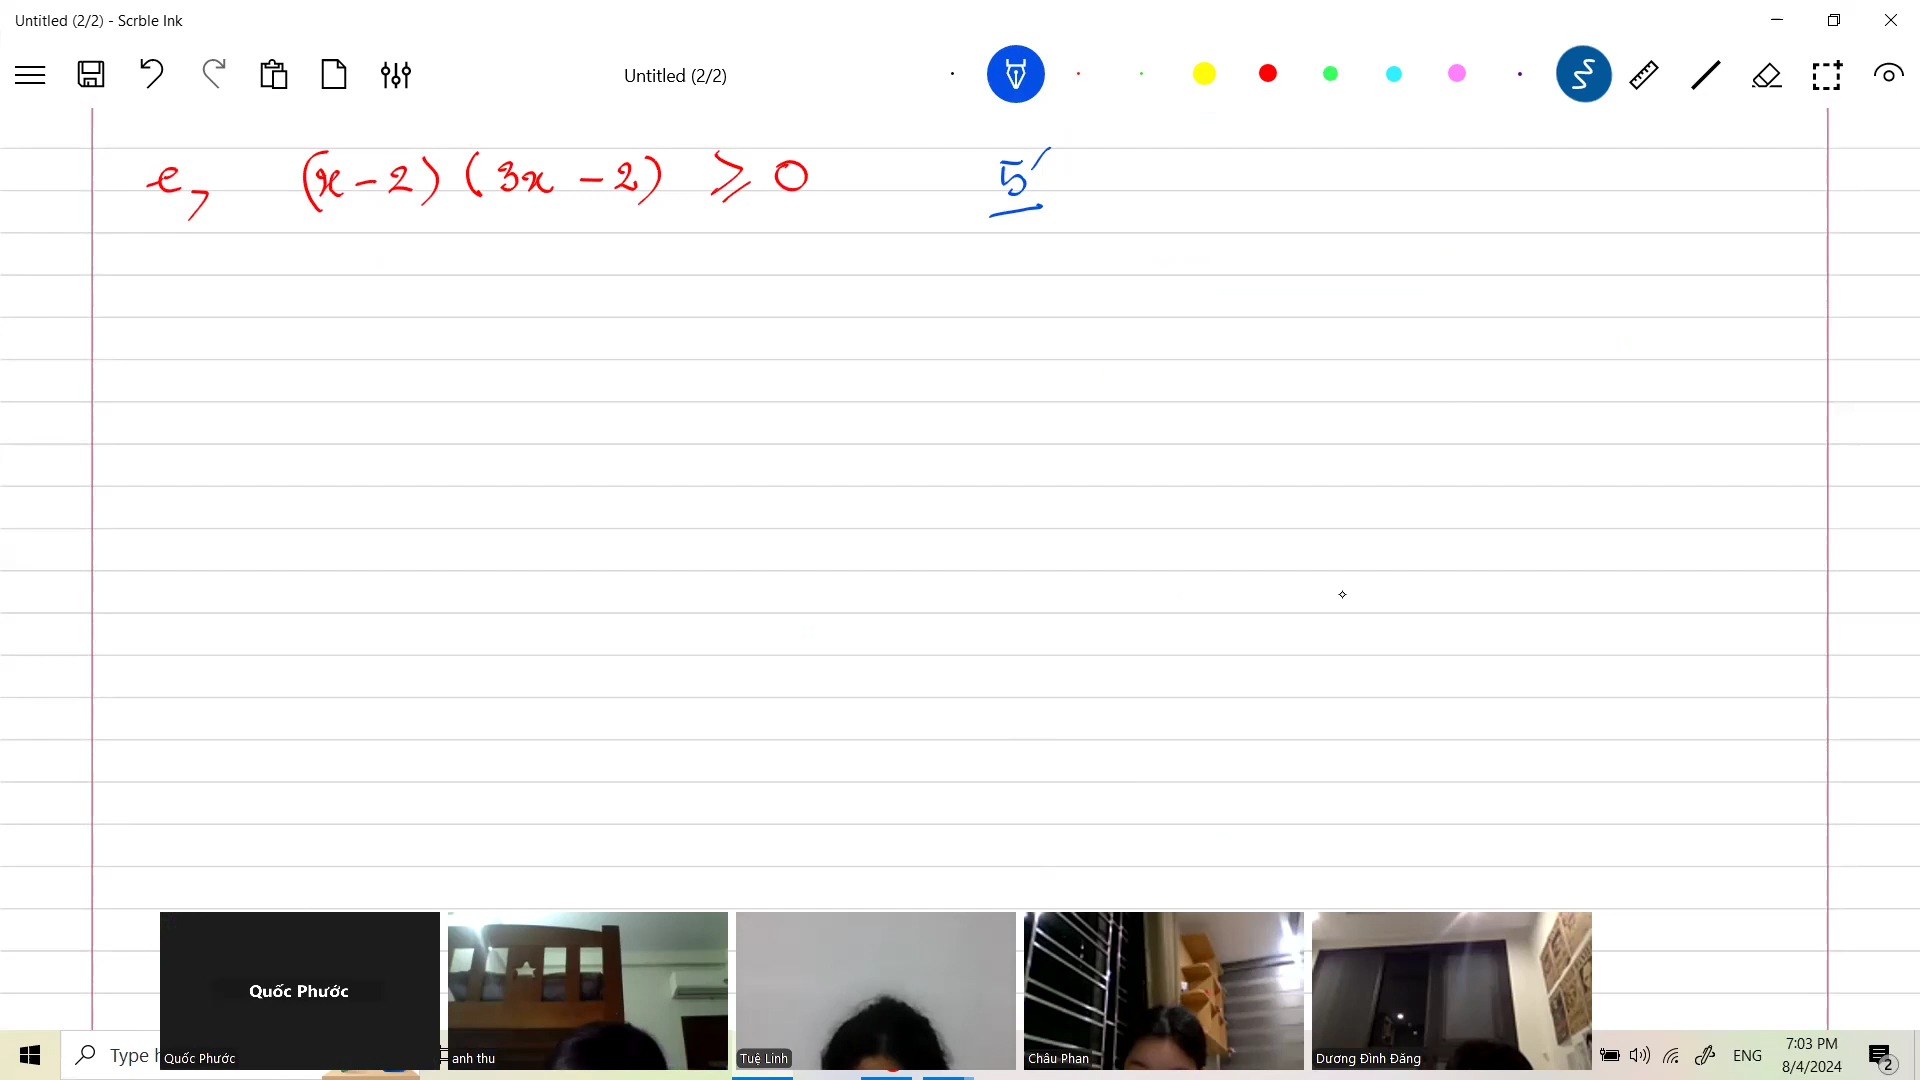 Untitled (2/2) - Scrble Ink
Untitled (2/2)
e, (x-2)(3x-2) ⩾ 0 5'
Quốc Phước
Type h
Quốc Phước
anh thu
Tuệ Linh
Châu Phan
Dương Đình Đăng
ENG
7:03 PM
8/4/2024
2